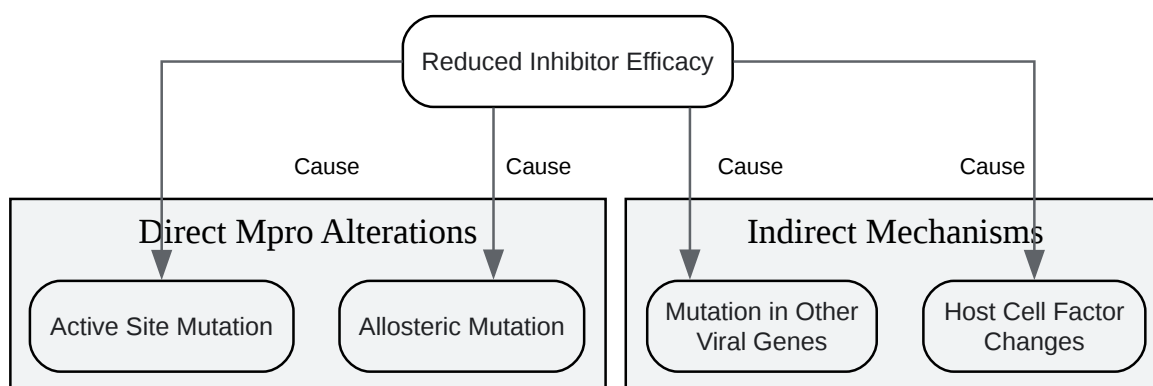 Reduced Inhibitor Efficacy
Cause
Cause
Cause
Cause
Direct Mpro Alterations
Indirect Mechanisms
Active Site Mutation
Allosteric Mutation
Mutation in Other
Viral Genes
Host Cell Factor
Changes